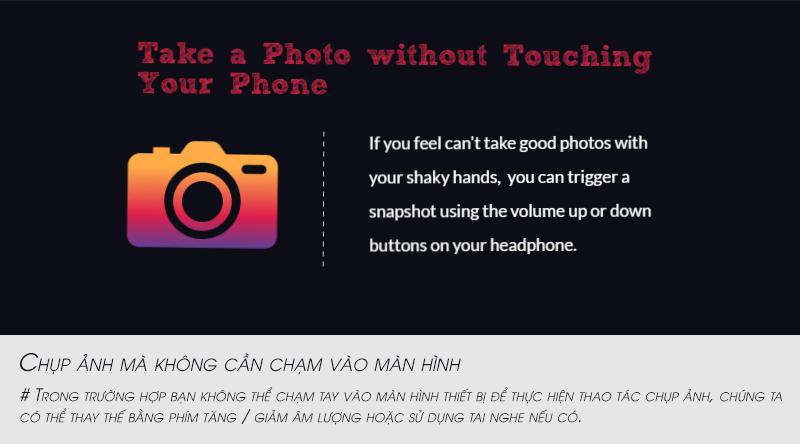 Take a Photo without Touching
Your Phone
If you feel can't take good photos with
your shaky hands, you can trigger a
snapshot using the volume up or down
buttons on your headphone.
Chụp ảnh mà không cần chạm vào màn hình
# Trong trường hợp bạn không thể chạm tay vào màn hình thiết bị để thực hiện thao tác chụp ảnh, chúng ta
có thể thay thế bằng phím tăng / giảm âm lượng hoặc sử dụng tai nghe nếu có.